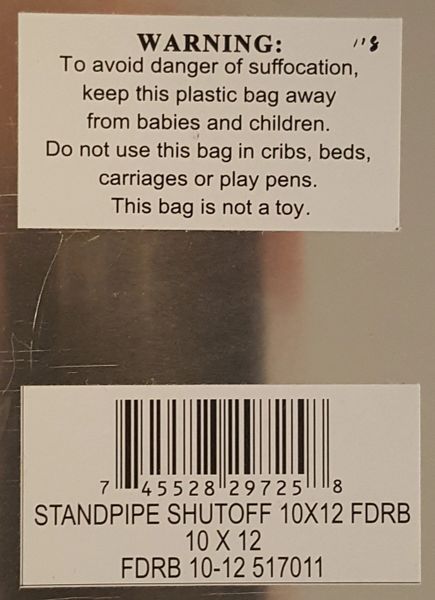 WARNING:
To avoid danger of suffocation,
keep this plastic bag away
from babies and children.
Do not use this bag in cribs, beds,
carriages or play pens.
This bag is not a toy.
7 45528 29725 8
STANDPIPE SHUTOFF 10X12 FDRB
10 X 12
FDRB 10-12 517011